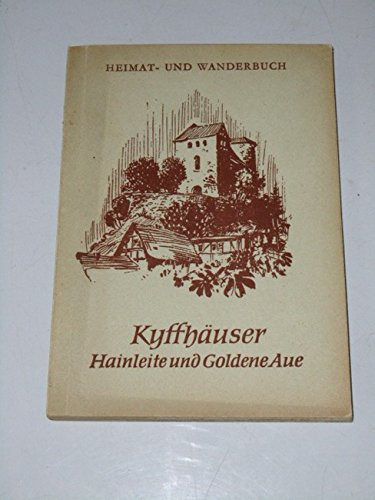 HEIMAT- UND WANDERBUCH
Kyffhäuser
Hainleite und Goldene Aue